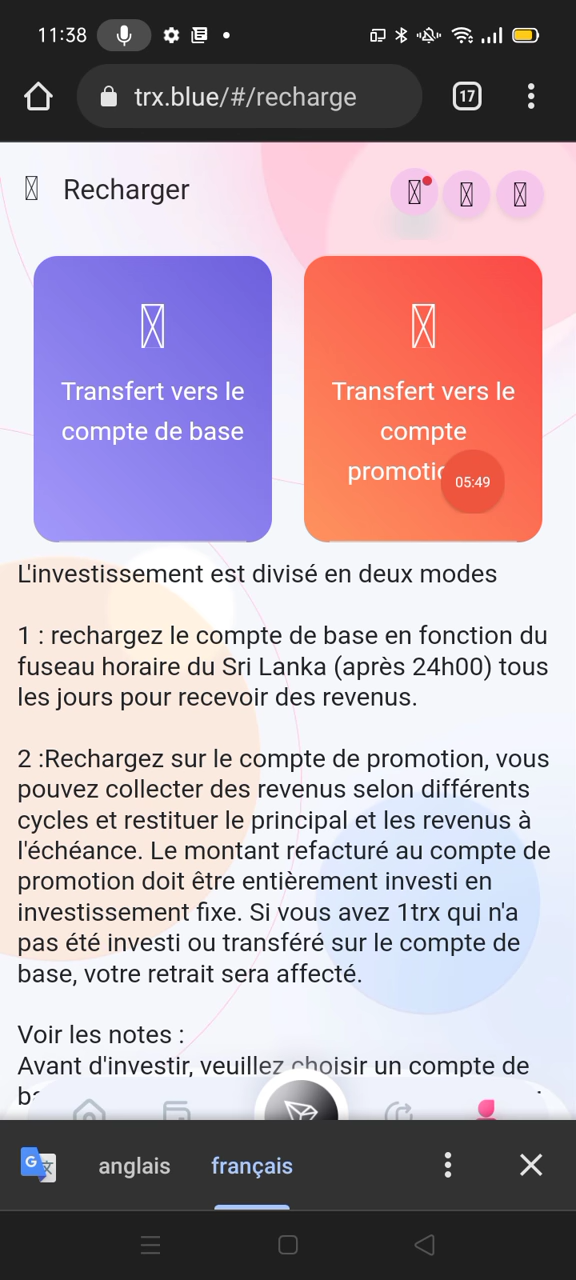 11:38
trx.blue/#/recharge
17
Recharger
Transfert vers le
compte de base
Transfert vers le
compte
05:49
L'investissement est divisé en deux modes
1 : rechargez le compte de base en fonction du
fuseau horaire du Sri Lanka (après 24h00) tous
les jours pour recevoir des revenus.
2 :Rechargez sur le compte de promotion, vous
pouvez collecter des revenus selon différents
cycles et restituer le principal et les revenus à
l'échéance. Le montant refacturé au compte de
promotion doit être entièrement investi en
investissement fixe. Si vous avez 1trx qui n'a
pas été investi ou transféré sur le compte de
base, votre retrait sera affecté.
Voir les notes :
Avant d'investir, veuillez choisir un compte de
anglais
français